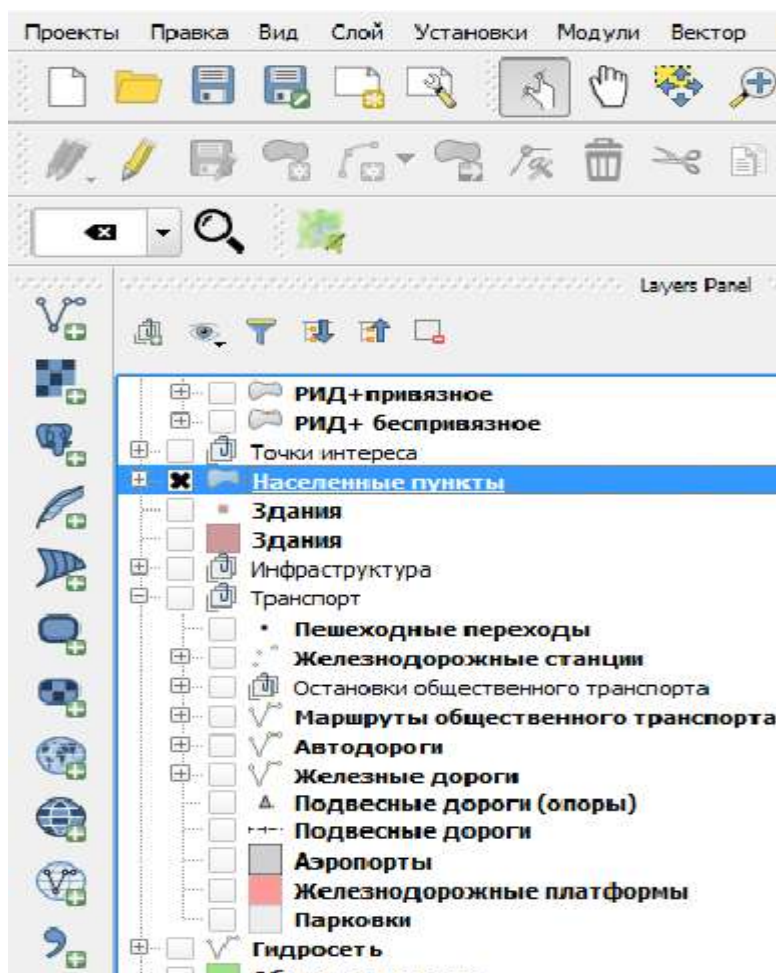 Проекты Правка Вид Слой Установки Модули Вектор
Layers Panel
РИД+привязное
РИД+ беспривязное
Точки интереса
Населенные пункты
Здания
Здания
Инфраструктура
Транспорт
Пешеходные переходы
Железнодорожные станции
Остановки общественного транспорта
Маршруты общественного транспорта
Автодороги
Железные дороги
Подвесные дороги (опоры)
Подвесные дороги
Аэропорты
Железнодорожные платформы
Парковки
Гидросеть